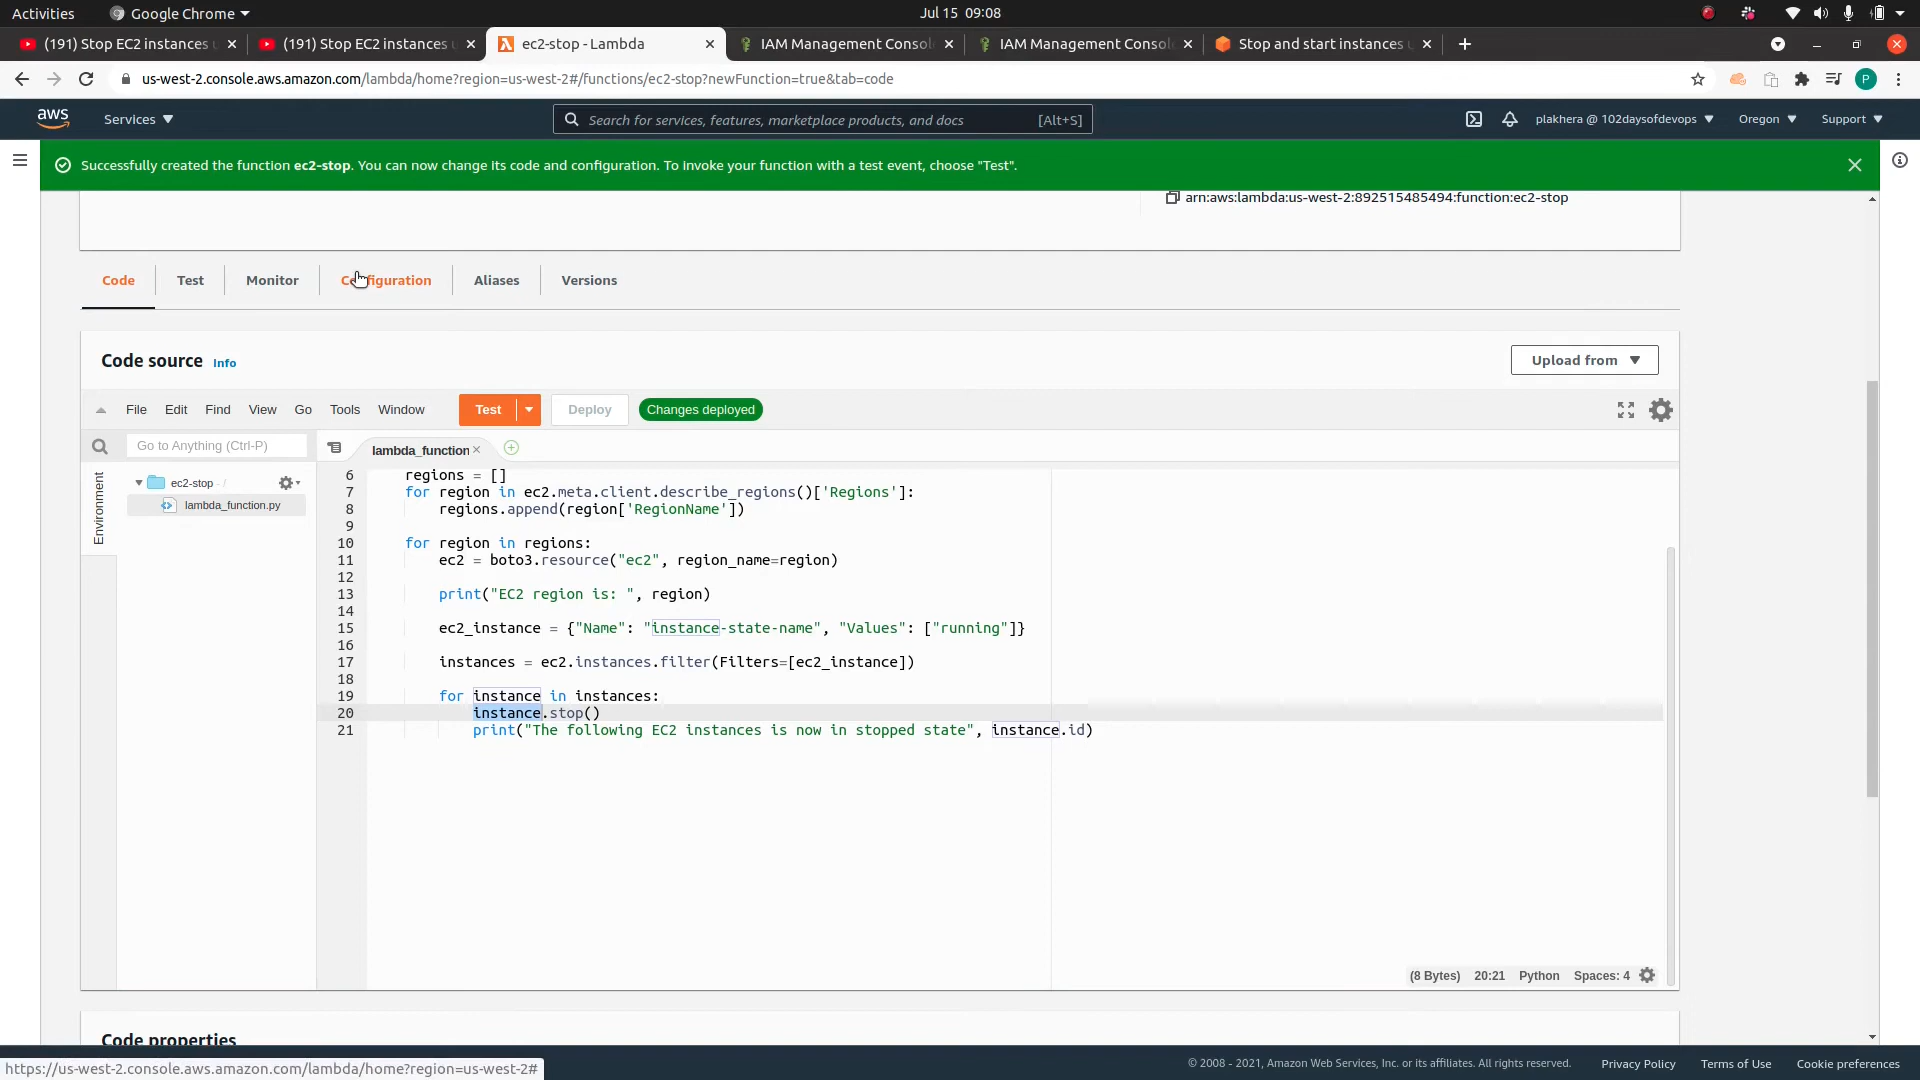 Activities Google Chrome Jul 15 09:08
(191) Stop EC2 instances (191) Stop EC2 instances ec2-stop - Lambda IAM Management Consol IAM Management Consol Stop and start instances
us-west-2.console.aws.amazon.com/lambda/home?region=us-west-2#/functions/ec2-stop?newFunction=true&tab=code P
aws Services Search for services, features, marketplace products, and docs [Alt+S] plakhera @ 102daysofdevops Oregon Support
Successfully created the function ec2-stop. You can now change its code and configuration. To invoke your function with a test event, choose "Test".
arn:aws:lambda:us-west-2:892515485494:function:ec2-stop
Code Test Monitor Configuration Aliases Versions
Code source Info Upload from
File Edit Find View Go Tools Window Test Deploy Changes deployed
Go to Anything (Ctrl-P) lambda_function
Environment
ec2-stop - /
lambda_function.py
6 regions = []
7 for region in ec2.meta.client.describe_regions()['Regions']:
8 regions.append(region['RegionName'])
9
10 for region in regions:
11 ec2 = boto3.resource("ec2", region_name=region)
12
13 print("EC2 region is: ", region)
14
15 ec2_instance = {"Name": "instance-state-name", "Values": ["running"]}
16
17 instances = ec2.instances.filter(Filters=[ec2_instance])
18
19 for instance in instances:
20 instance.stop()
21 print("The following EC2 instances is now in stopped state", instance.id)
(8 Bytes) 20:21 Python Spaces: 4
Code properties
© 2008 - 2021, Amazon Web Services, Inc. or its affiliates. All rights reserved. Privacy Policy Terms of Use Cookie preferences
https://us-west-2.console.aws.amazon.com/lambda/home?region=us-west-2#